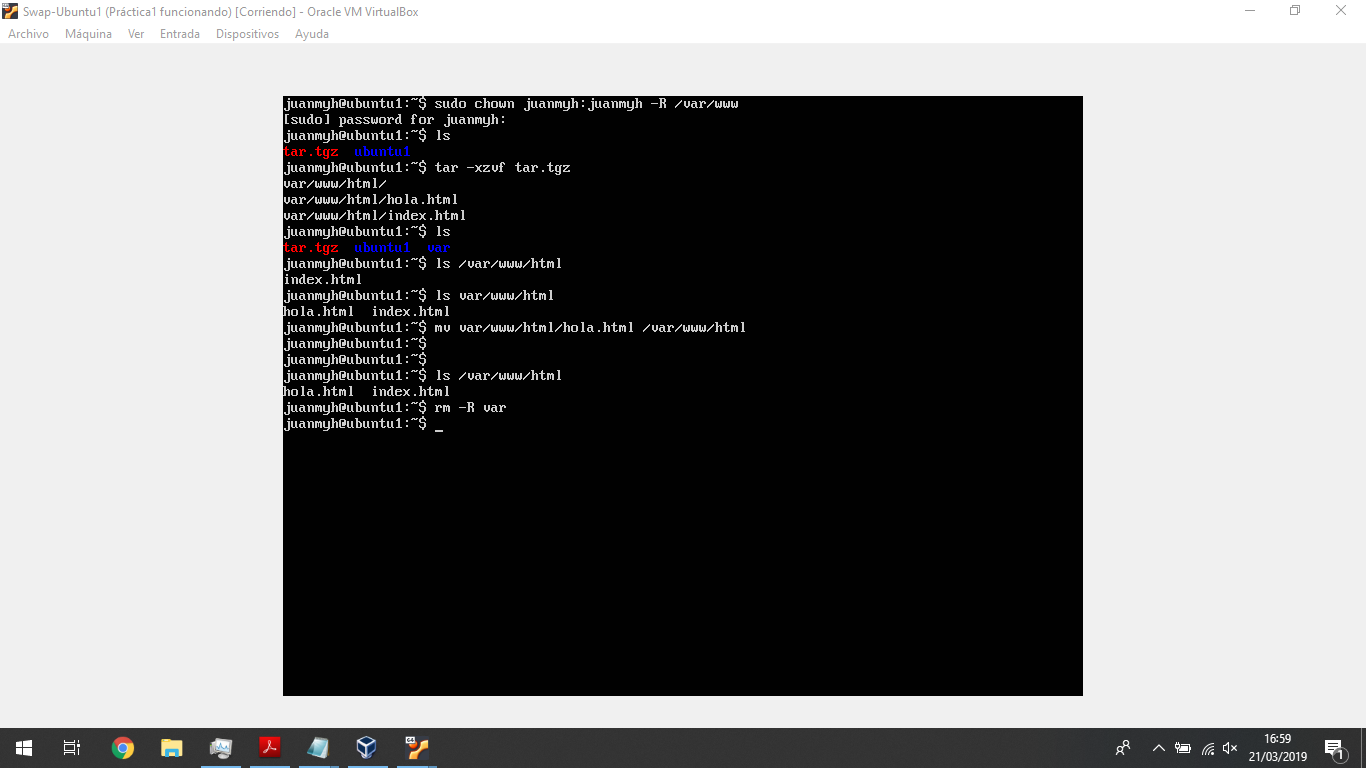 Swap-Ubuntu1 (Práctica1 funcionando) [Corriendo] - Oracle VM VirtualBox
Archivo Máquina Ver Entrada Dispositivos Ayuda
juanmyh@ubuntu1:~$ sudo chown juanmyh:juanmyh -R /var/www
[sudo] password for juanmyh:
juanmyh@ubuntu1:~$ ls
tar.tgz ubuntu1
juanmyh@ubuntu1:~$ tar -xzvf tar.tgz
var/www/html/
var/www/html/hola.html
var/www/html/index.html
juanmyh@ubuntu1:~$ ls
tar.tgz ubuntu1 var
juanmyh@ubuntu1:~$ ls /var/www/html
index.html
juanmyh@ubuntu1:~$ ls var/www/html
hola.html index.html
juanmyh@ubuntu1:~$ mv var/www/html/hola.html /var/www/html
juanmyh@ubuntu1:~$
juanmyh@ubuntu1:~$
juanmyh@ubuntu1:~$ ls /var/www/html
hola.html index.html
juanmyh@ubuntu1:~$ rm -R var
juanmyh@ubuntu1:~$ _
64
16:59
21/03/2019
1